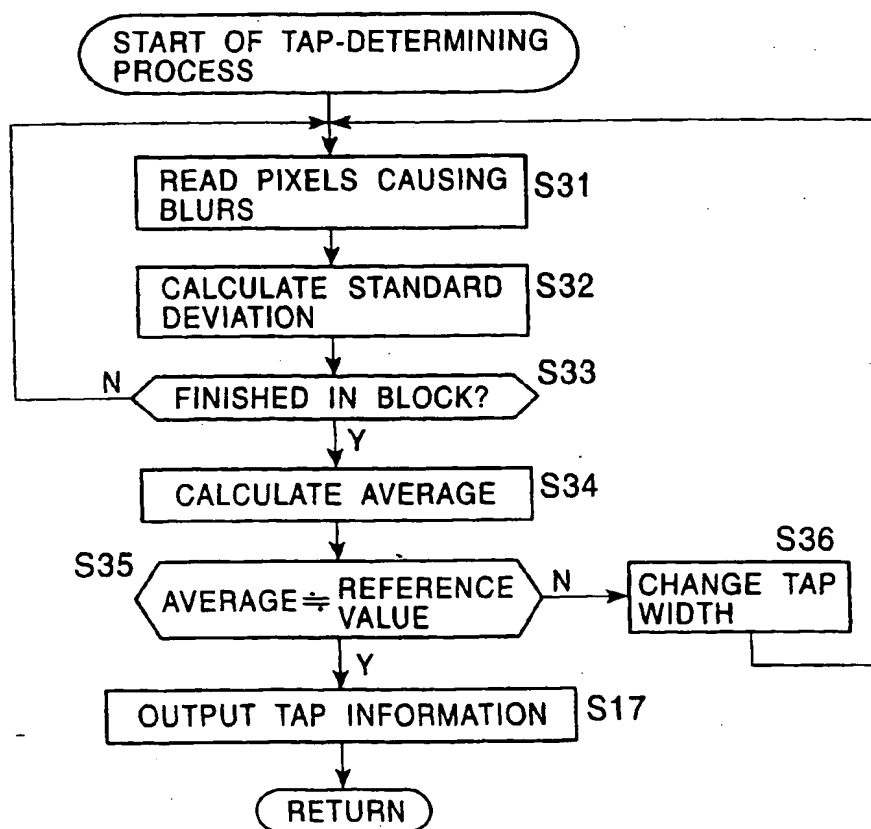 START OF TAP-DETERMINING
PROCESS
READ PIXELS CAUSING
BLURS
S31
CALCULATE STANDARD
DEVIATION
S32
N
FINISHED IN BLOCK?
S33
Y
CALCULATE AVERAGE
S34
S35
AVERAGE≒REFERENCE
VALUE
N
S36
CHANGE TAP
WIDTH
Y
OUTPUT TAP INFORMATION
S17
RETURN